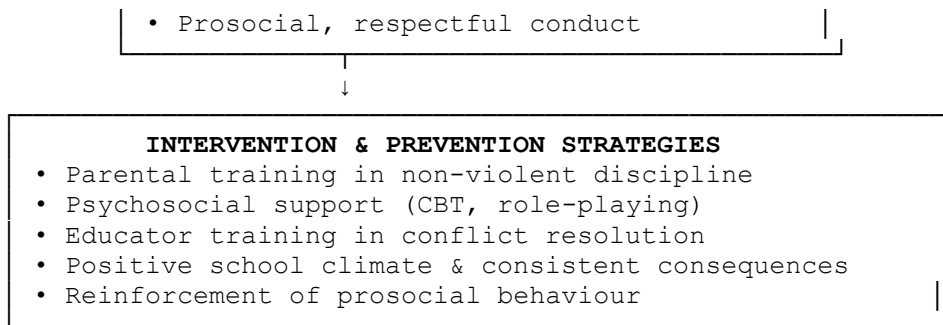 • Prosocial, respectful conduct
↓
INTERVENTION & PREVENTION STRATEGIES
• Parental training in non-violent discipline
• Psychosocial support (CBT, role-playing)
• Educator training in conflict resolution
• Positive school climate & consistent consequences
• Reinforcement of prosocial behaviour